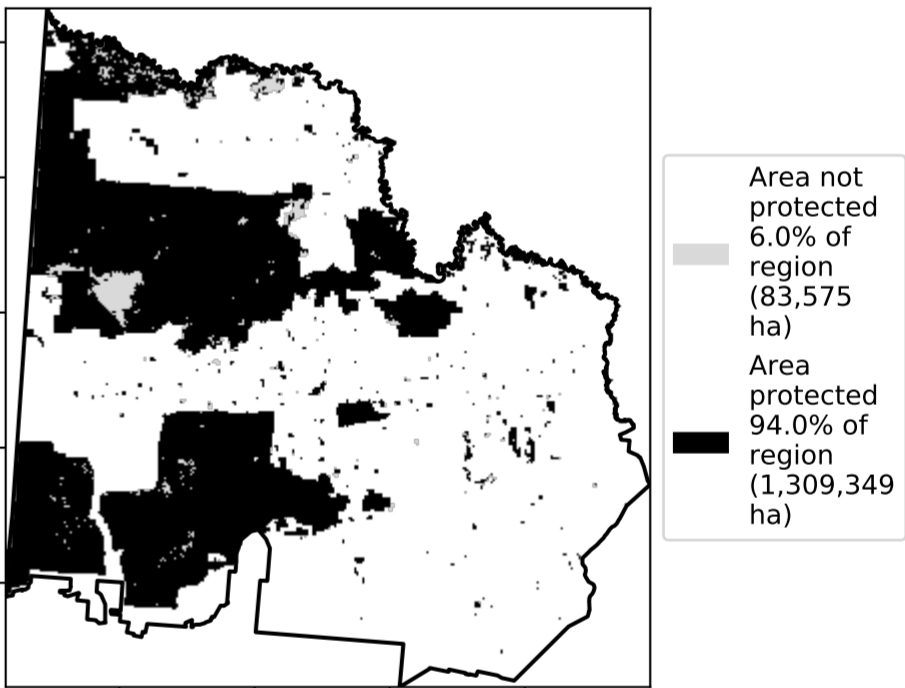 Area not
protected
6.0% of
region
(83,575
ha)
Area
protected
94.0% of
region
(1,309,349
ha)